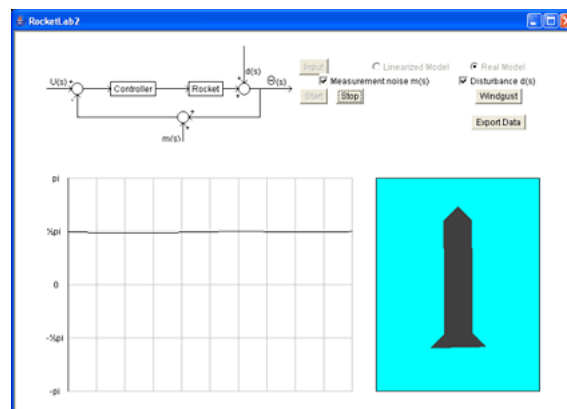 RocketLab2
Input
Linearized Model
Real Model
Measurement noise m(s)
Disturbance d(s)
Start
Stop
Windgust
Export Data
d(s)
U(s)
Controller
Rocket
Θ(s)
+
+
+
-
+
+
m(s)
pi
½pi
0
-½pi
-pi